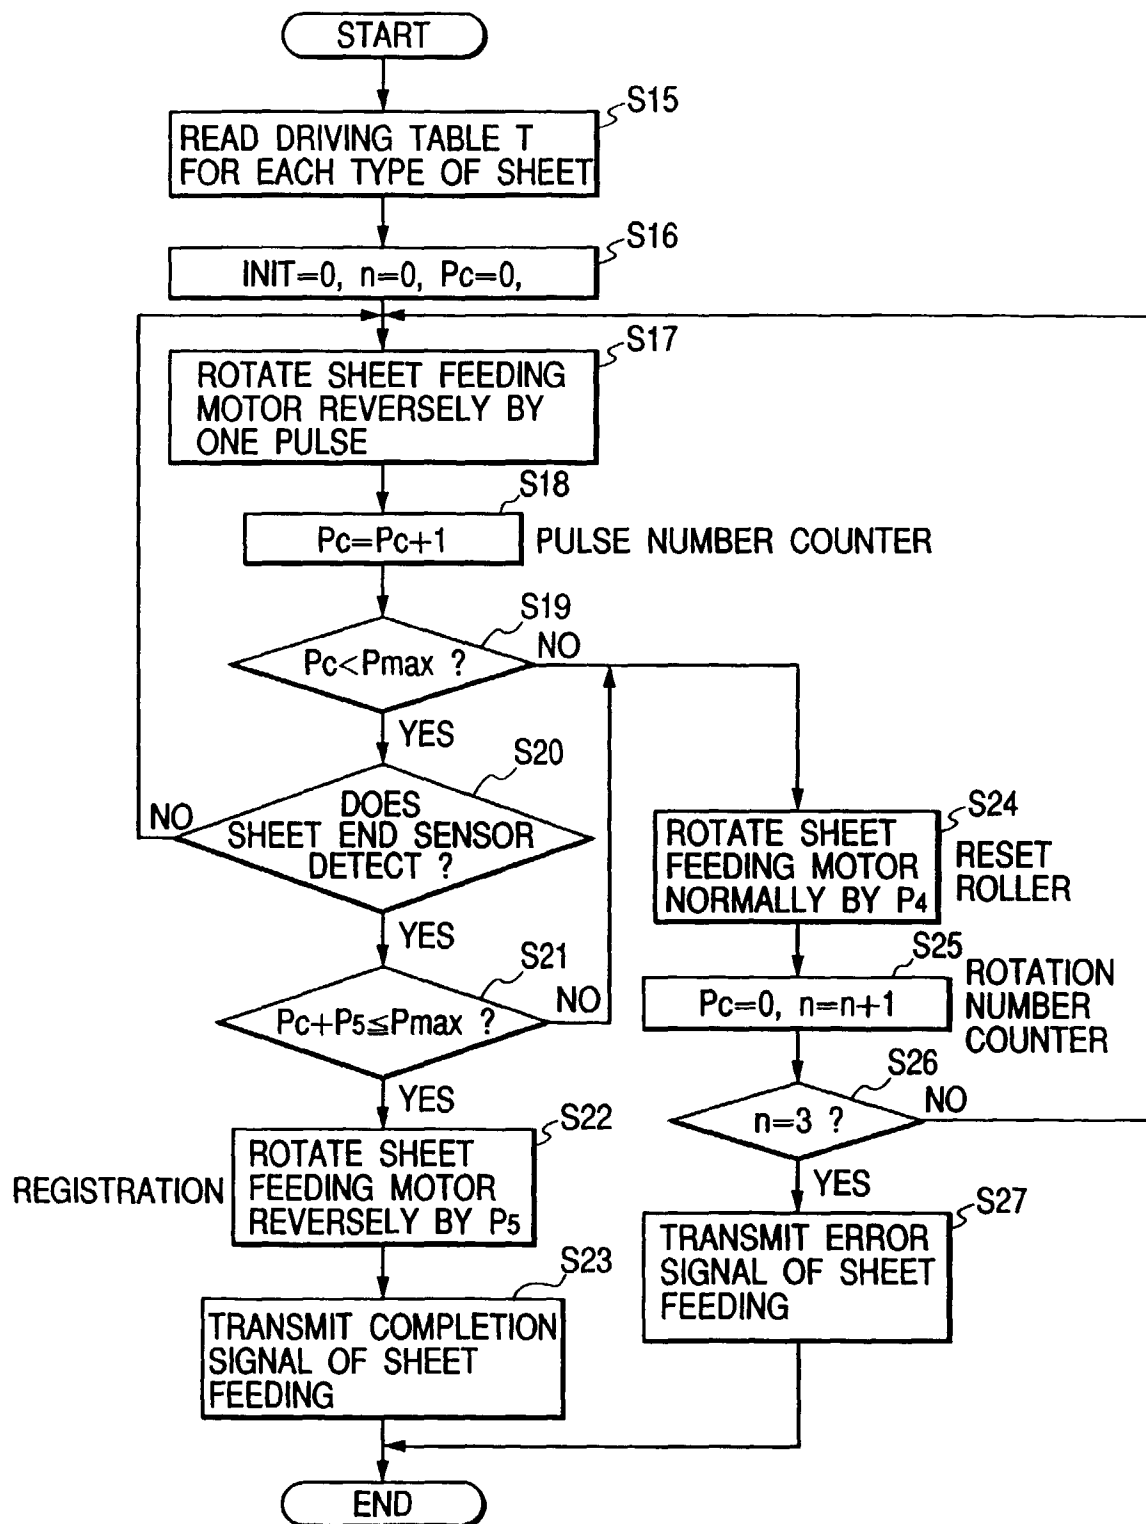 START
S15
READ DRIVING TABLE T
FOR EACH TYPE OF SHEET
S16
INIT=0, n=0, Pc=0,
S17
ROTATE SHEET FEEDING
MOTOR REVERSELY BY
ONE PULSE
S18
Pc=Pc+1
PULSE NUMBER COUNTER
S19
Pc<Pmax ?
NO
YES
S20
DOES
SHEET END SENSOR
DETECT ?
NO
YES
S21
Pc+P5≦Pmax ?
NO
YES
S22
REGISTRATION
ROTATE SHEET
FEEDING MOTOR
REVERSELY BY P5
S23
TRANSMIT COMPLETION
SIGNAL OF SHEET
FEEDING
S24
ROTATE SHEET
FEEDING MOTOR
NORMALLY BY P4
RESET
ROLLER
S25
Pc=0, n=n+1
ROTATION
NUMBER
COUNTER
S26
n=3 ?
NO
YES
S27
TRANSMIT ERROR
SIGNAL OF SHEET
FEEDING
END